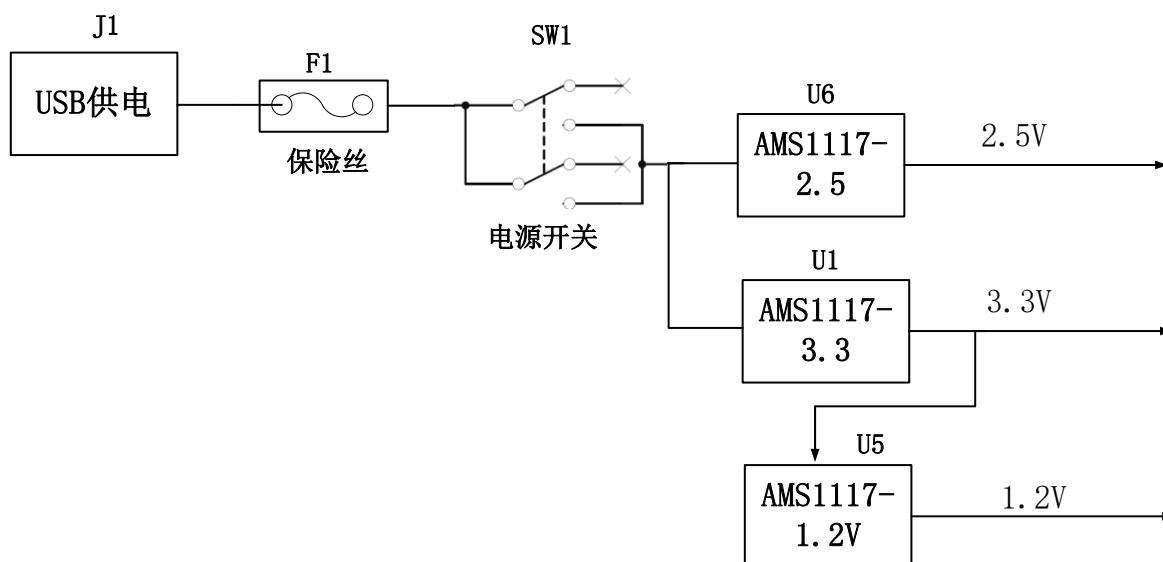 J1
USB供电
F1
保险丝
SW1
电源开关
U6
AMS1117-
2.5
2.5V
U1
AMS1117-
3.3
3.3V
U5
AMS1117-
1.2V
1.2V